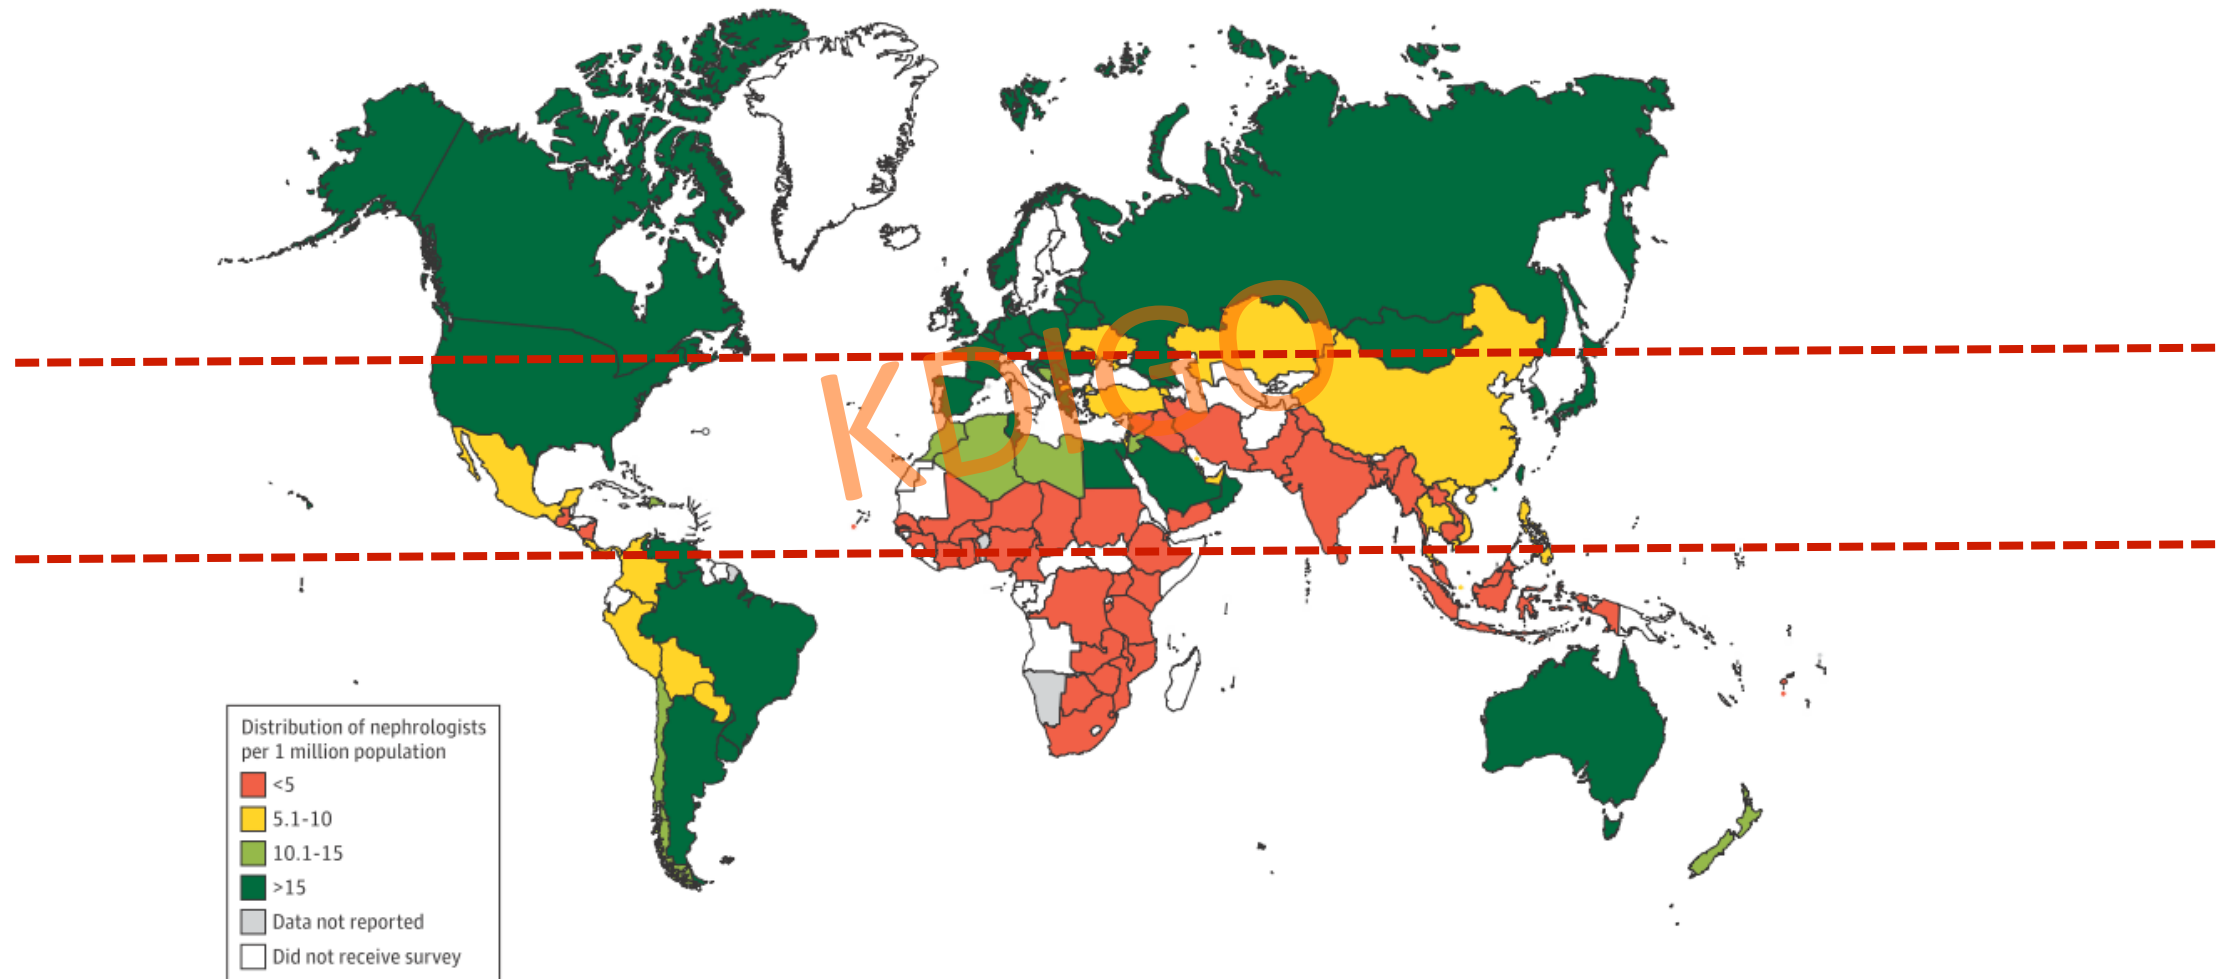 KDIGO
Distribution of nephrologists
per 1 million population
<5
5.1-10
10.1-15
>15
Data not reported
Did not receive survey